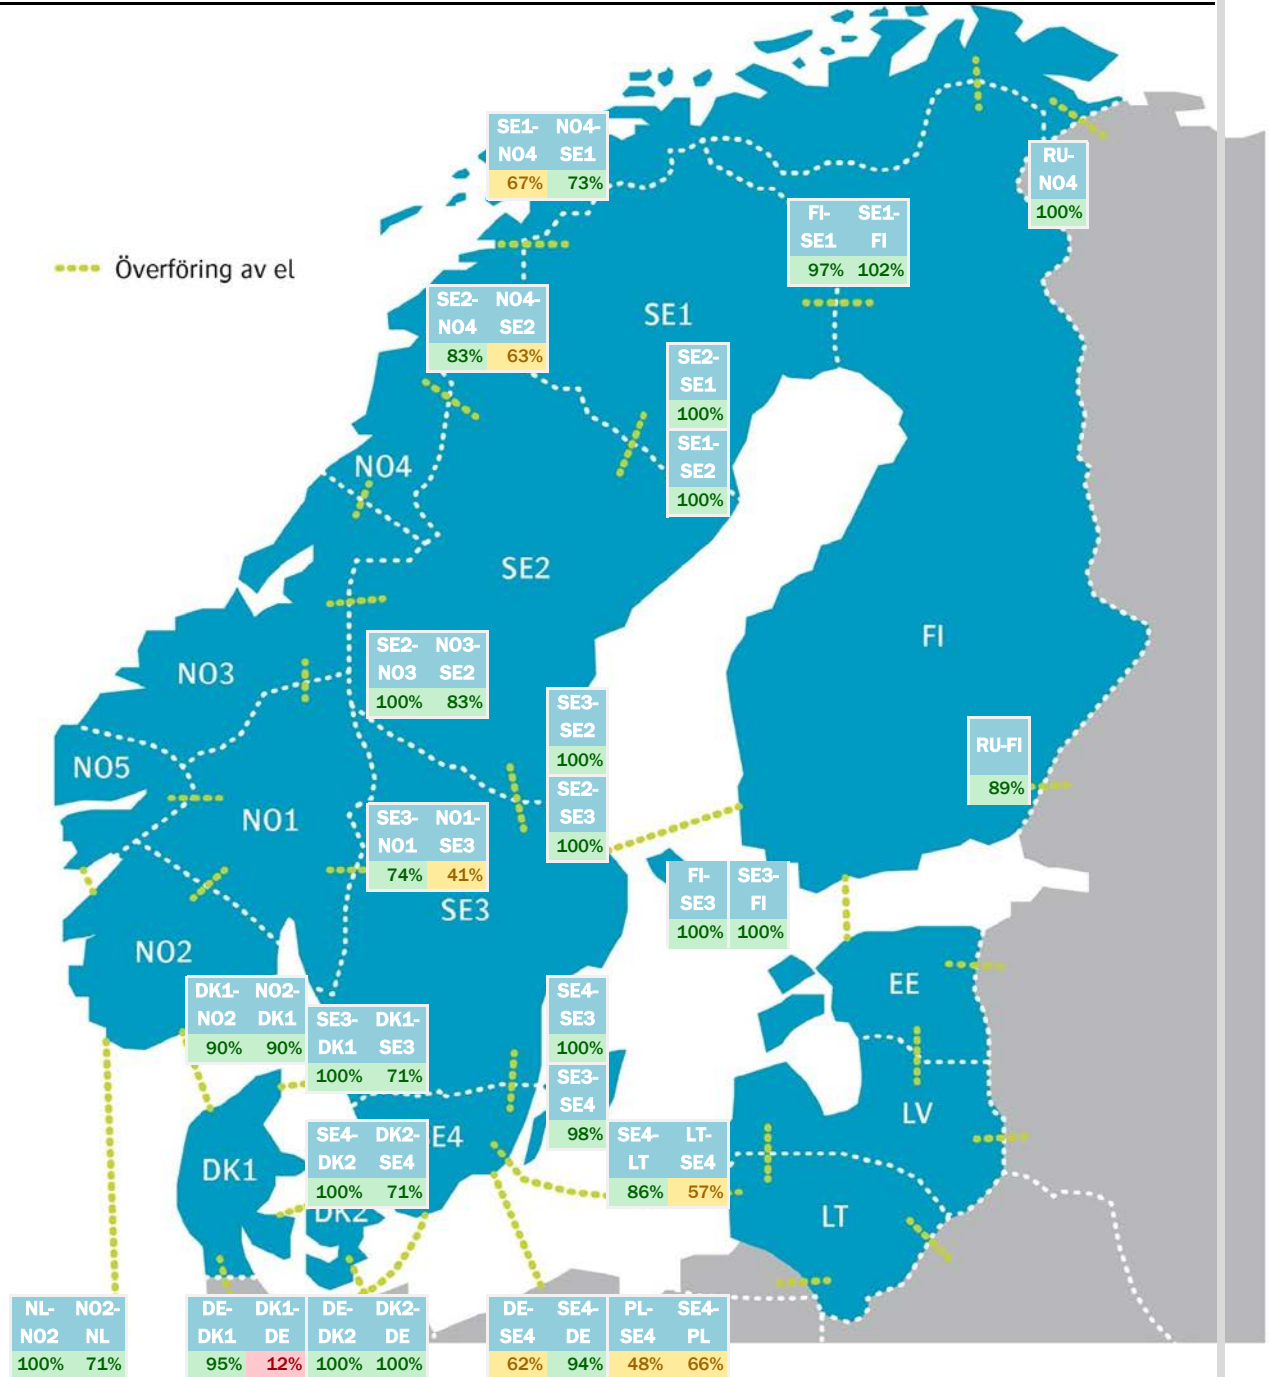 SE1- NO4-
NO4 SE1
67% 73%
RU-
NO4
100%
FI- SE1-
SE1 FI
97% 102%
Överföring av el
SE2- NO4-
NO4 SE2
83% 63%
SE1
SE2-
SE1
100%
SE1-
SE2
100%
NO4
SE2
FI
SE2- NO3-
NO3 SE2
100% 83%
NO3
SE3-
SE2
100%
SE2-
SE3
100%
RU-FI
89%
NO5
NO1
SE3- NO1-
NO1 SE3
74% 41%
SE3
FI- SE3-
SE3 FI
100% 100%
NO2
EE
DK1- NO2-
NO2 DK1
90% 90%
SE3- DK1-
DK1 SE3
100% 71%
SE4-
SE3
100%
SE3-
SE4
98%
LV
SE4- DK2-
DK2 SE4
100% 71%
E4
SE4- LT-
LT SE4
86% 57%
DK1
DK2
LT
NL- NO2-
NO2 NL
100% 71%
DE- DK1-
DK1 DE
95% 12%
DE- DK2-
DK2 DE
100% 100%
DE- SE4-
SE4 DE
62% 94%
PL- SE4-
SE4 PL
48% 66%